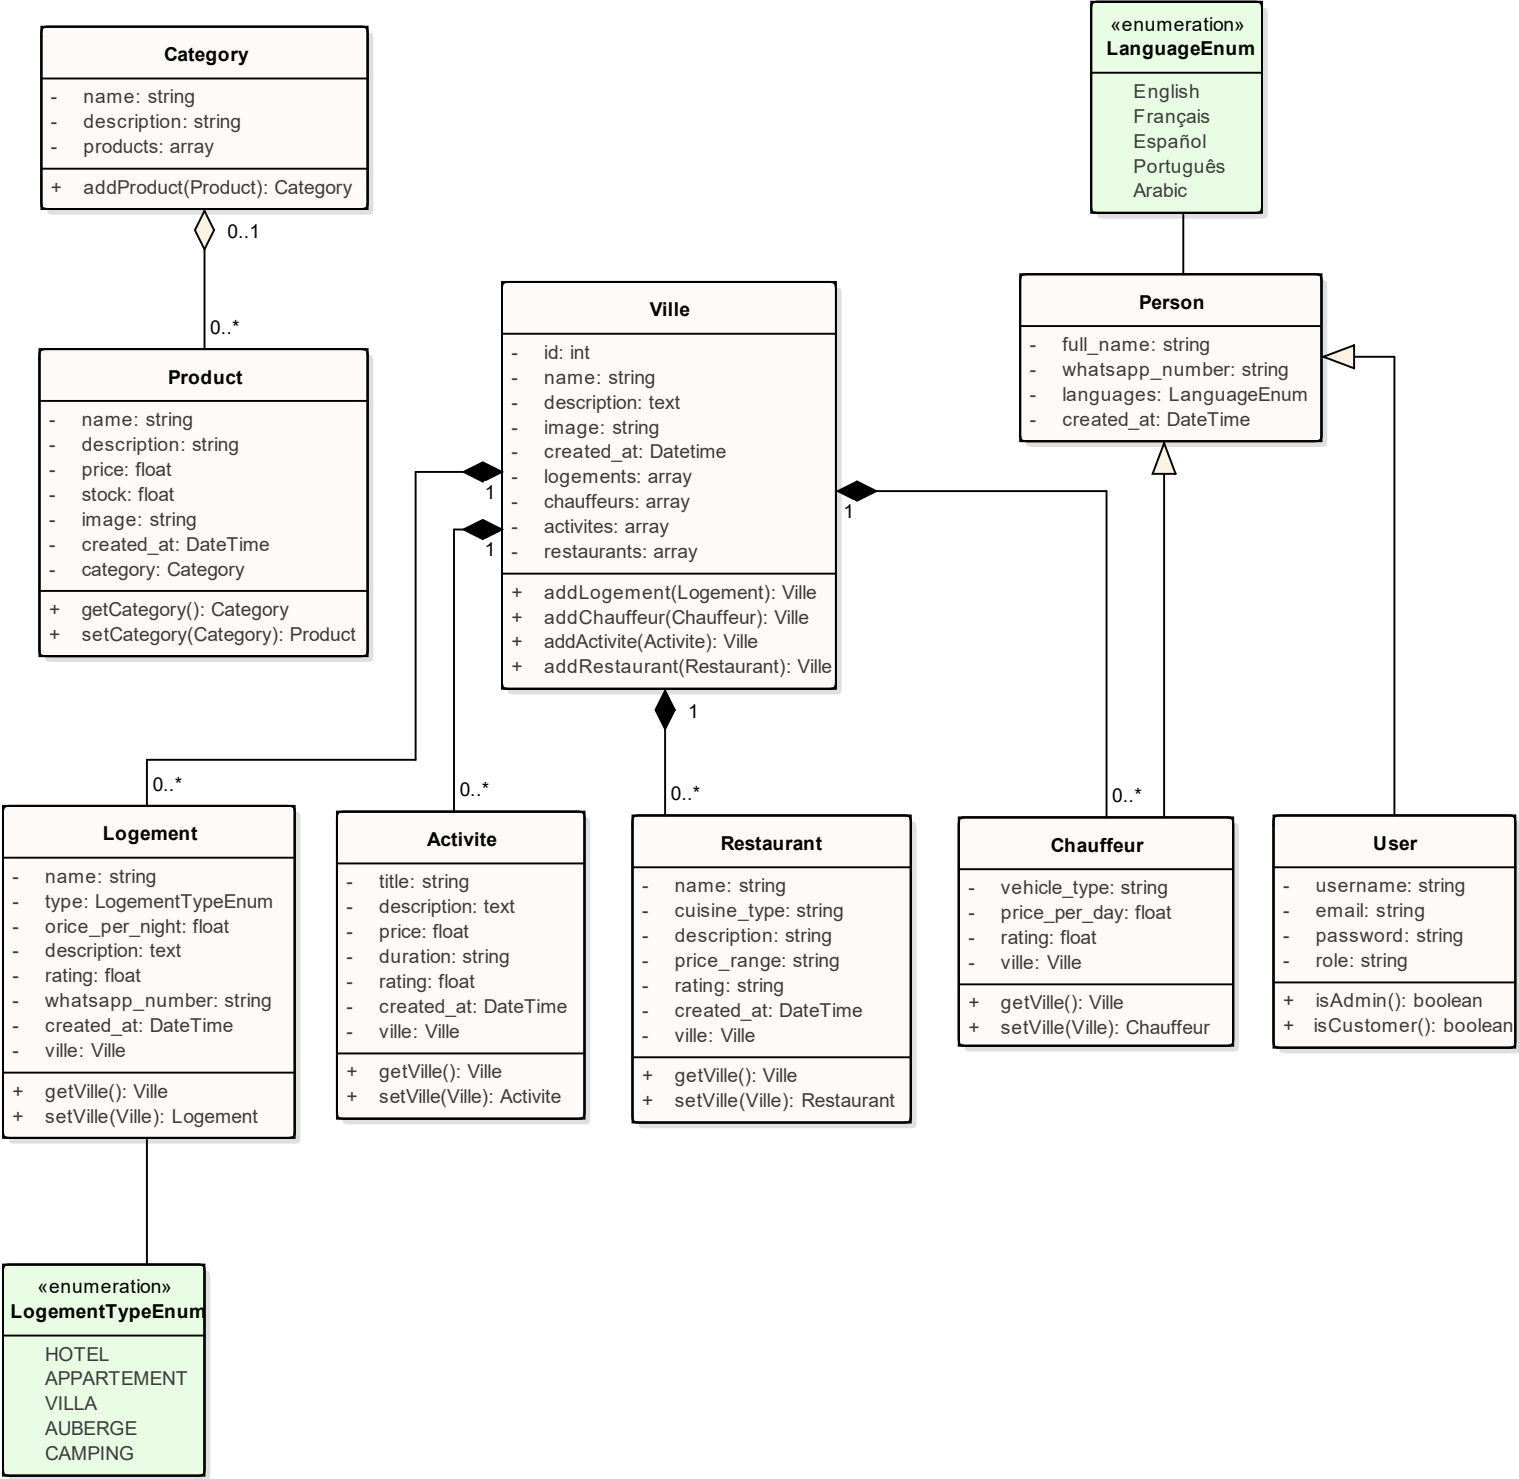 Category
- name: string
- description: string
- products: array
+ addProduct(Product): Category
0..1
0..*
Product
- name: string
- description: string
- price: float
- stock: float
- image: string
- created_at: DateTime
- category: Category
+ getCategory(): Category
+ setCategory(Category): Product
Ville
- id: int
- name: string
- description: text
- image: string
- created_at: Datetime
- logements: array
- chauffeurs: array
- activites: array
- restaurants: array
+ addLogement(Logement): Ville
+ addChauffeur(Chauffeur): Ville
+ addActivite(Activite): Ville
+ addRestaurant(Restaurant): Ville
1
1
1
1
«enumeration»
LanguageEnum
English
Français
Español
Português
Arabic
Person
- full_name: string
- whatsapp_number: string
- languages: LanguageEnum
- created_at: DateTime
0..*
0..*
0..*
0..*
Logement
- name: string
- type: LogementTypeEnum
- orice_per_night: float
- description: text
- rating: float
- whatsapp_number: string
- created_at: DateTime
- ville: Ville
+ getVille(): Ville
+ setVille(Ville): Logement
Activite
- title: string
- description: text
- price: float
- duration: string
- rating: float
- created_at: DateTime
- ville: Ville
+ getVille(): Ville
+ setVille(Ville): Activite
Restaurant
- name: string
- cuisine_type: string
- description: string
- price_range: string
- rating: string
- created_at: DateTime
- ville: Ville
+ getVille(): Ville
+ setVille(Ville): Restaurant
Chauffeur
- vehicle_type: string
- price_per_day: float
- rating: float
- ville: Ville
+ getVille(): Ville
+ setVille(Ville): Chauffeur
User
- username: string
- email: string
- password: string
- role: string
+ isAdmin(): boolean
+ isCustomer(): boolean
«enumeration»
LogementTypeEnum
HOTEL
APPARTEMENT
VILLA
AUBERGE
CAMPING